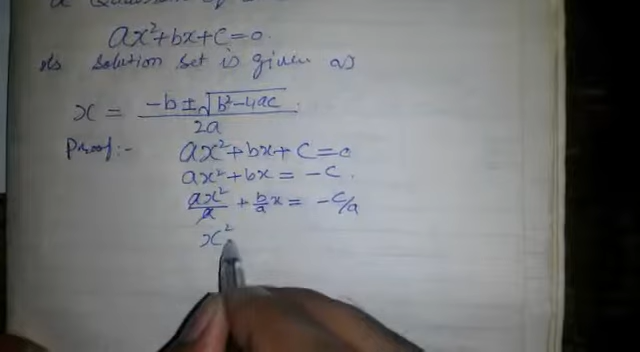 ax²+bx+c=0.
Its solution set is given as
x = -b ± √b²-4ac / 2a
Proof:- ax²+bx+c=0
ax²+bx = -c.
ax²/a + b/a x = -c/a
x²